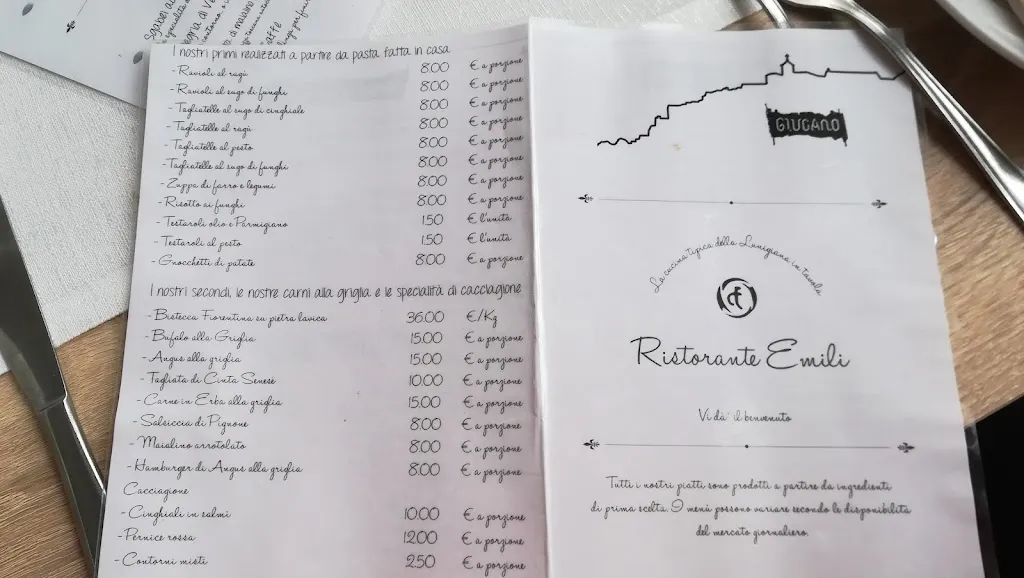 I nostri primi realizzati a partire da pasta fatta in casa
- Ravioli al ragù 8.00 € a porzione
- Ravioli al sugo di funghi 8.00 € a porzione
- Tagliatelle al sugo di cinghiale 8.00 € a porzione
- Tagliatelle al ragù 8.00 € a porzione
- Tagliatelle al pesto 8.00 € a porzione
- Tagliatelle al sugo di funghi 8.00 € a porzione
- Zuppa di farro e legumi 8.00 € a porzione
- Risotto ai funghi 8.00 € a porzione
- Testaroli olio e Parmigiano 1.50 € l'unità
- Testaroli al pesto 1.50 € l'unità
- Gnocchetti di patate 8.00 € a porzione
I nostri secondi, le nostre carni alla griglia e le specialità di cacciagione
- Bistecca Fiorentina su pietra lavica 36.00 €/Kg
- Bufalo alla Griglia 15.00 € a porzione
- Angus alla griglia 15.00 € a porzione
- Tagliata di Cinta Senese 10.00 € a porzione
- Carne in Erba alla griglia 15.00 € a porzione
- Salsiccia di Pignone 8.00 € a porzione
- Maialino arrotolato 8.00 € a porzione
- Hamburger di Angus alla griglia 8.00 € a porzione
Cacciagione
- Cinghiali in salmì 10.00 € a porzione
- Pernice rossa 12.00 € a porzione
- Contorni misti 2.50 € a porzione
GIUCANO
La cucina tipica della Lunigiana in tavola
Ristorante Emili
Vi da' il benvenuto
Tutti i nostri piatti sono prodotti a partire da ingredienti
di prima scelta. I menù possono variare secondo le disponibilità
del mercato giornaliero.